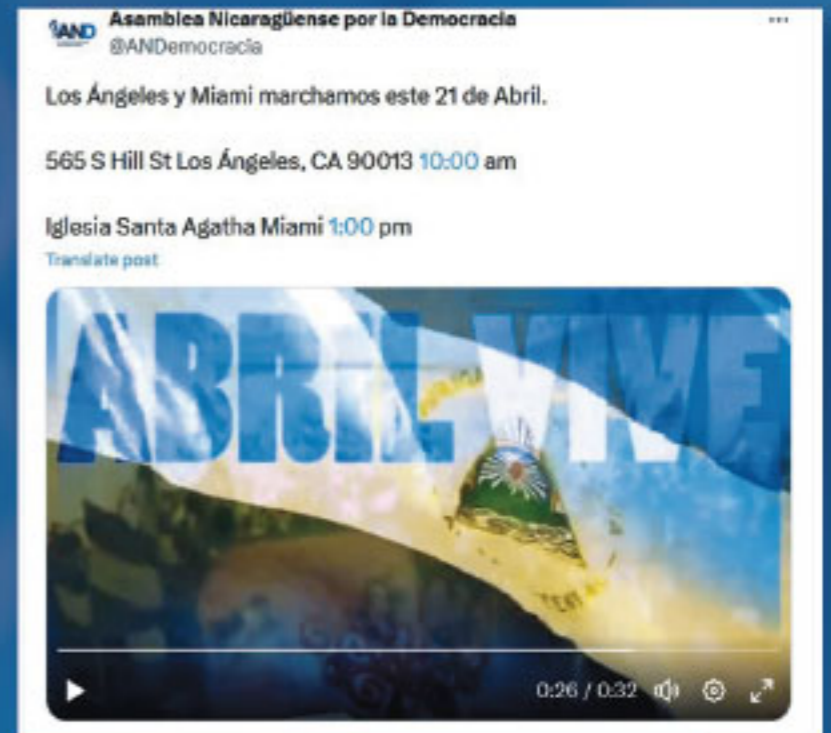 AND
Asamblea Nicaragüense por la Democracia
@ANDemocracia
Los Ángeles y Miami marchamos este 21 de Abril.
565 S Hill St Los Ángeles, CA 90013 10:00 am
Iglesia Santa Agatha Miami 1:00 pm
Translate post
ABRIL VIVE
0:26 / 0:32